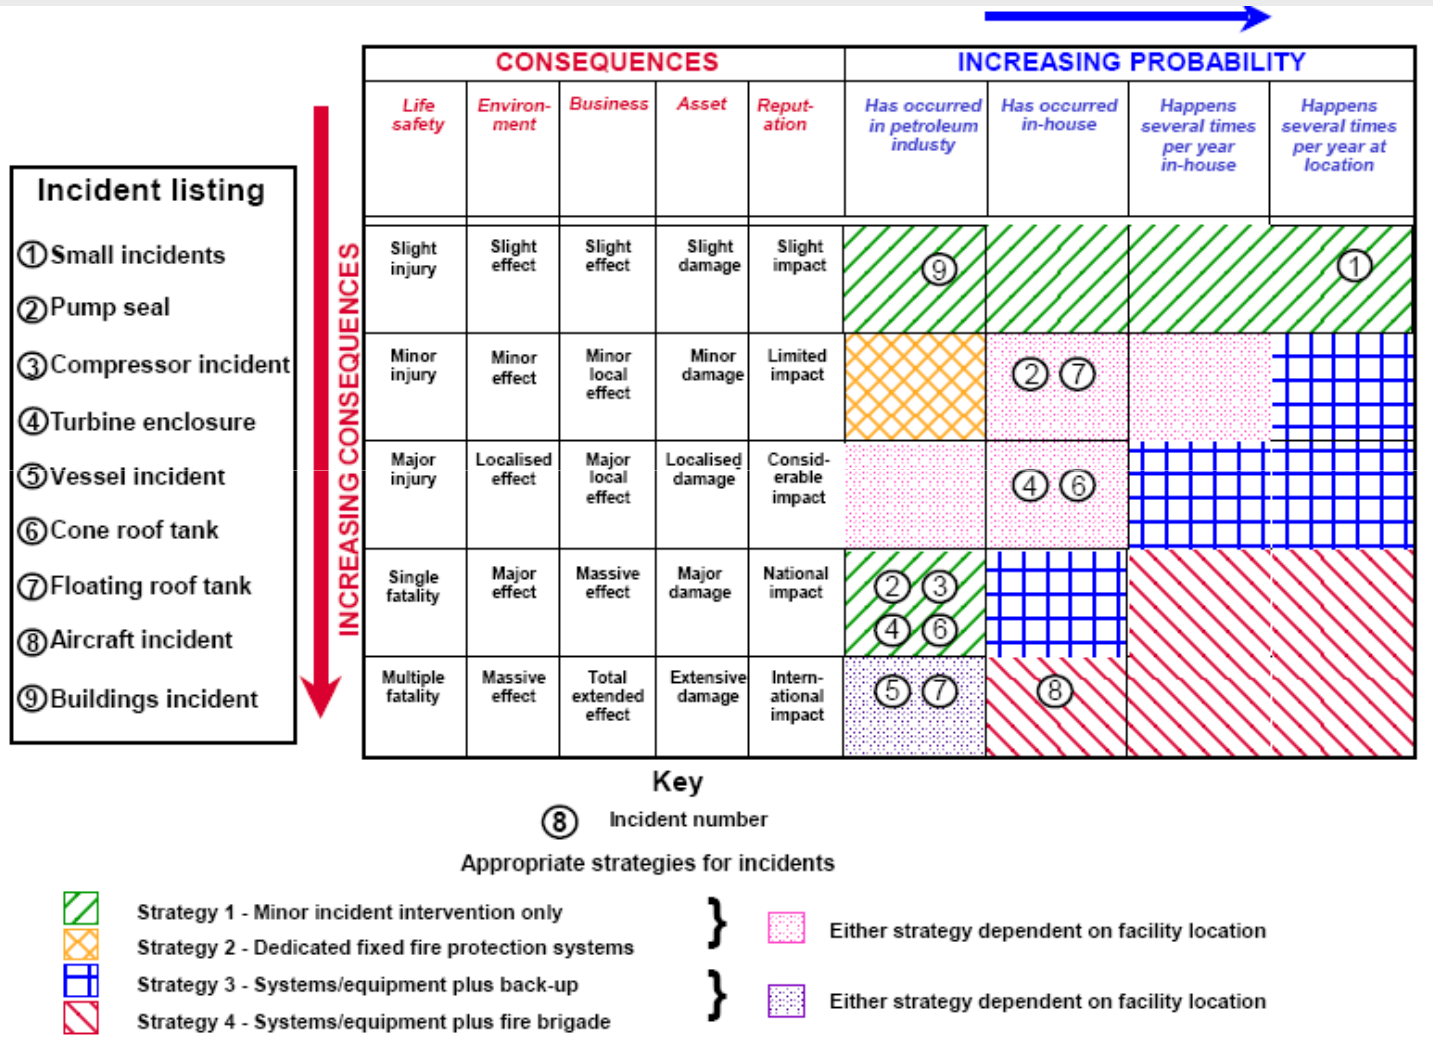 CONSEQUENCES
INCREASING PROBABILITY
Life
safety
Environ-
ment
Business
Asset
Reput-
ation
Has occurred
in petroleum
industy
Has occurred
in-house
Happens
several times
per year
in-house
Happens
several times
per year at
location
Incident listing
1 Small incidents
2 Pump seal
3 Compressor incident
4 Turbine enclosure
5 Vessel incident
6 Cone roof tank
7 Floating roof tank
8 Aircraft incident
9 Buildings incident
INCREASING CONSEQUENCES
Slight
injury
Slight
effect
Slight
effect
Slight
damage
Slight
impact
9
1
Minor
injury
Minor
effect
Minor
local
effect
Minor
damage
Limited
impact
2 7
Major
injury
Localised
effect
Major
local
effect
Localised
damage
Consid-
erable
impact
4 6
Single
fatality
Major
effect
Massive
effect
Major
damage
National
impact
2 3
4 6
Multiple
fatality
Massive
effect
Total
extended
effect
Extensive
damage
Intern-
ational
impact
5 7
8
Key
8 Incident number
Appropriate strategies for incidents
Strategy 1 - Minor incident intervention only
Strategy 2 - Dedicated fixed fire protection systems
} Either strategy dependent on facility location
Strategy 3 - Systems/equipment plus back-up
Strategy 4 - Systems/equipment plus fire brigade
} Either strategy dependent on facility location